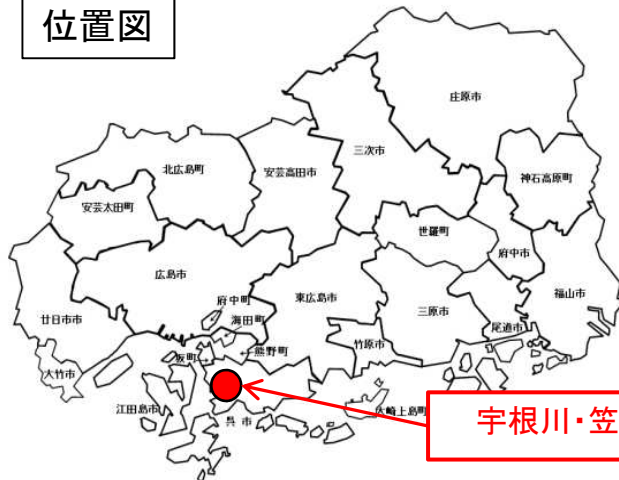 位置図
庄原市
三次市
北広島町
安芸高田市
神石高原町
安芸太田町
世羅町
府中市
広島市
東広島市
福山市
府中町
三原市
廿日市市
海田町
尾道市
熊野町
竹原市
坂町
大竹市
江田島市
大崎上島町
呉市
宇根川・笠